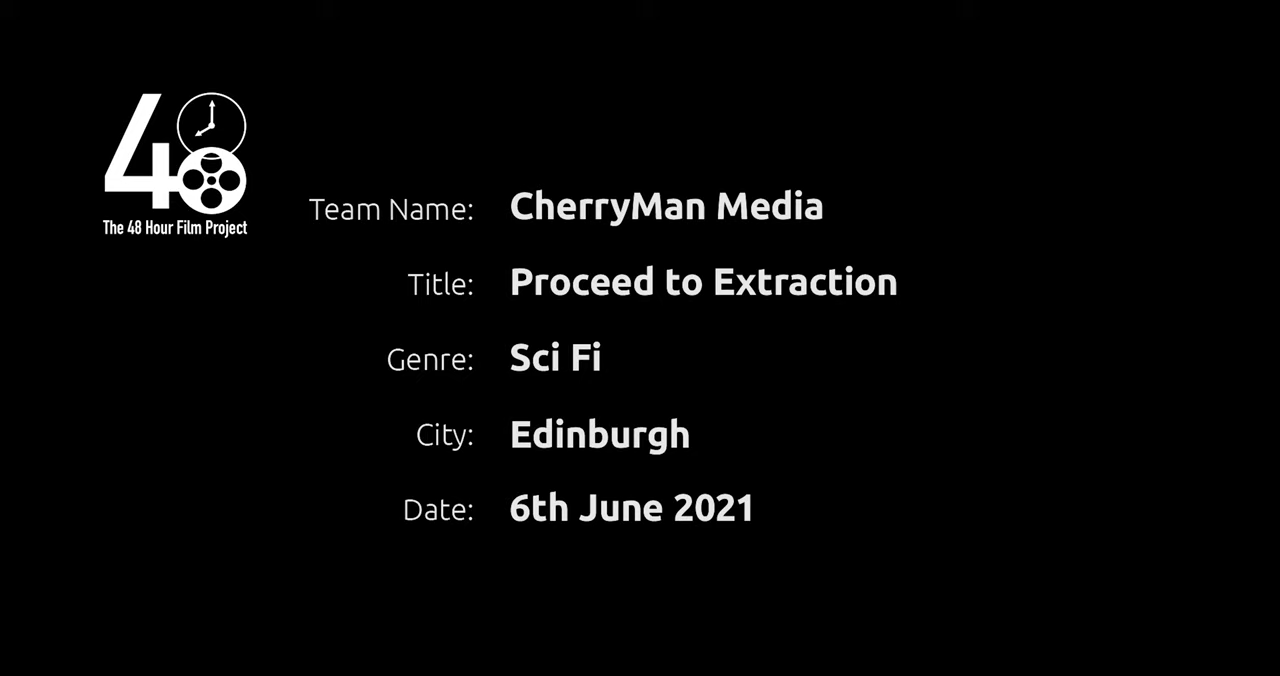 48
The 48 Hour Film Project
Team Name: CherryMan Media
Title: Proceed to Extraction
Genre: Sci Fi
City: Edinburgh
Date: 6th June 2021